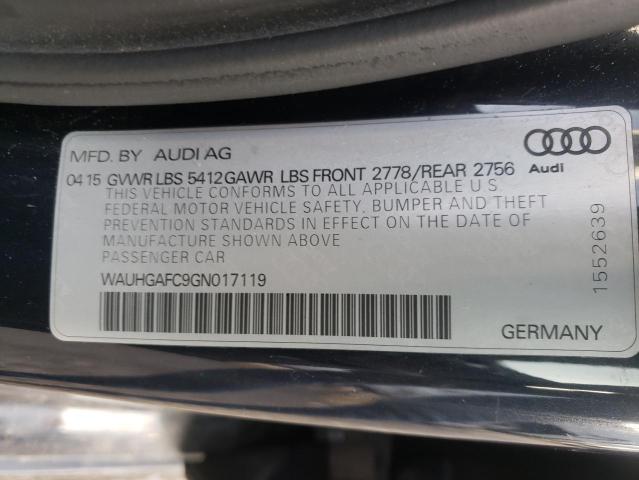 MFD. BY AUDI AG
Audi
04 15 GVWR LBS 5412 GAWR LBS FRONT 2778/REAR 2756
THIS VEHICLE CONFORMS TO ALL APPLICABLE U.S.
FEDERAL MOTOR VEHICLE SAFETY, BUMPER AND THEFT
PREVENTION STANDARDS IN EFFECT ON THE DATE OF
MANUFACTURE SHOWN ABOVE
PASSENGER CAR
WAUHGAFC9GN017119
1552639
GERMANY